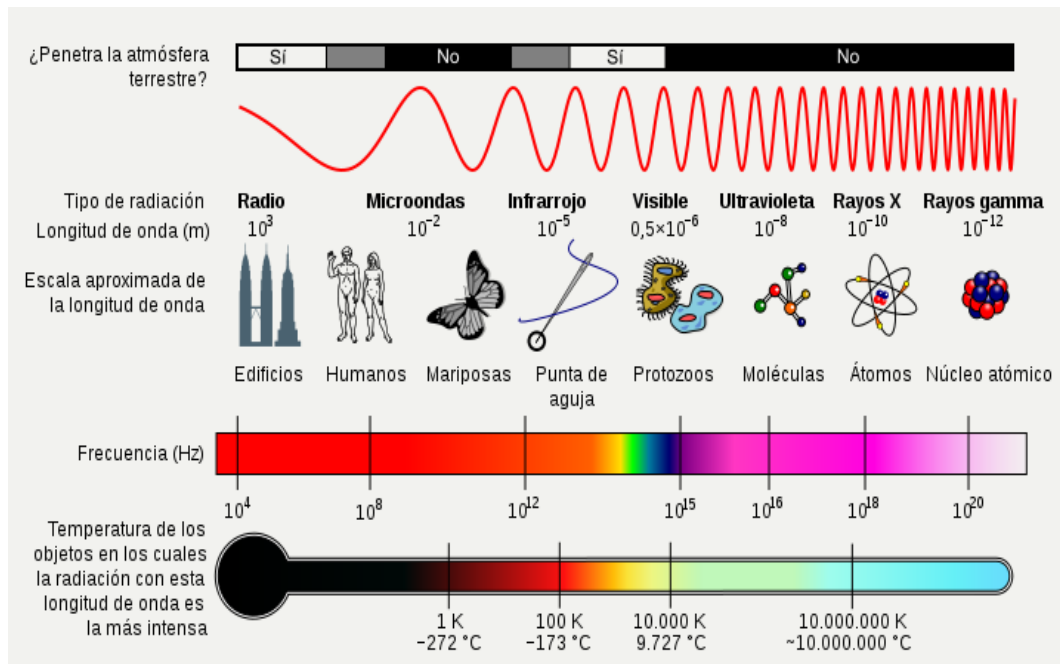 ¿Penetra la atmósfera
terrestre?
Sí No Sí No
Tipo de radiación Radio Microondas Infrarrojo Visible Ultravioleta Rayos X Rayos gamma
Longitud de onda (m) 10³ 10⁻² 10⁻⁵ 0,5×10⁻⁶ 10⁻⁸ 10⁻¹⁰ 10⁻¹²
Escala aproximada de
la longitud de onda
Edificios Humanos Mariposas Punta de
aguja Protozoos Moléculas Átomos Núcleo atómico
Frecuencia (Hz)
10⁴ 10⁸ 10¹² 10¹⁵ 10¹⁶ 10¹⁸ 10²⁰
Temperatura de los
objetos en los cuales
la radiación con esta
longitud de onda es
la más intensa
1 K 100 K 10.000 K 10.000.000 K
−272 °C −173 °C 9.727 °C ~10.000.000 °C